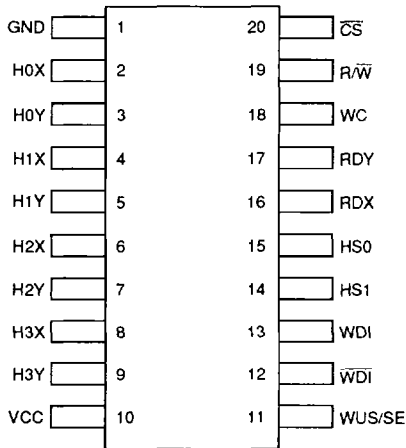 GND 1 20 C̅S̅
H0X 2 19 R/W̅
H0Y 3 18 WC
H1X 4 17 RDY
H1Y 5 16 RDX
H2X 6 15 HS0
H2Y 7 14 HS1
H3X 8 13 WDI
H3Y 9 12 W̅D̅I̅
VCC 10 11 WUS/SE